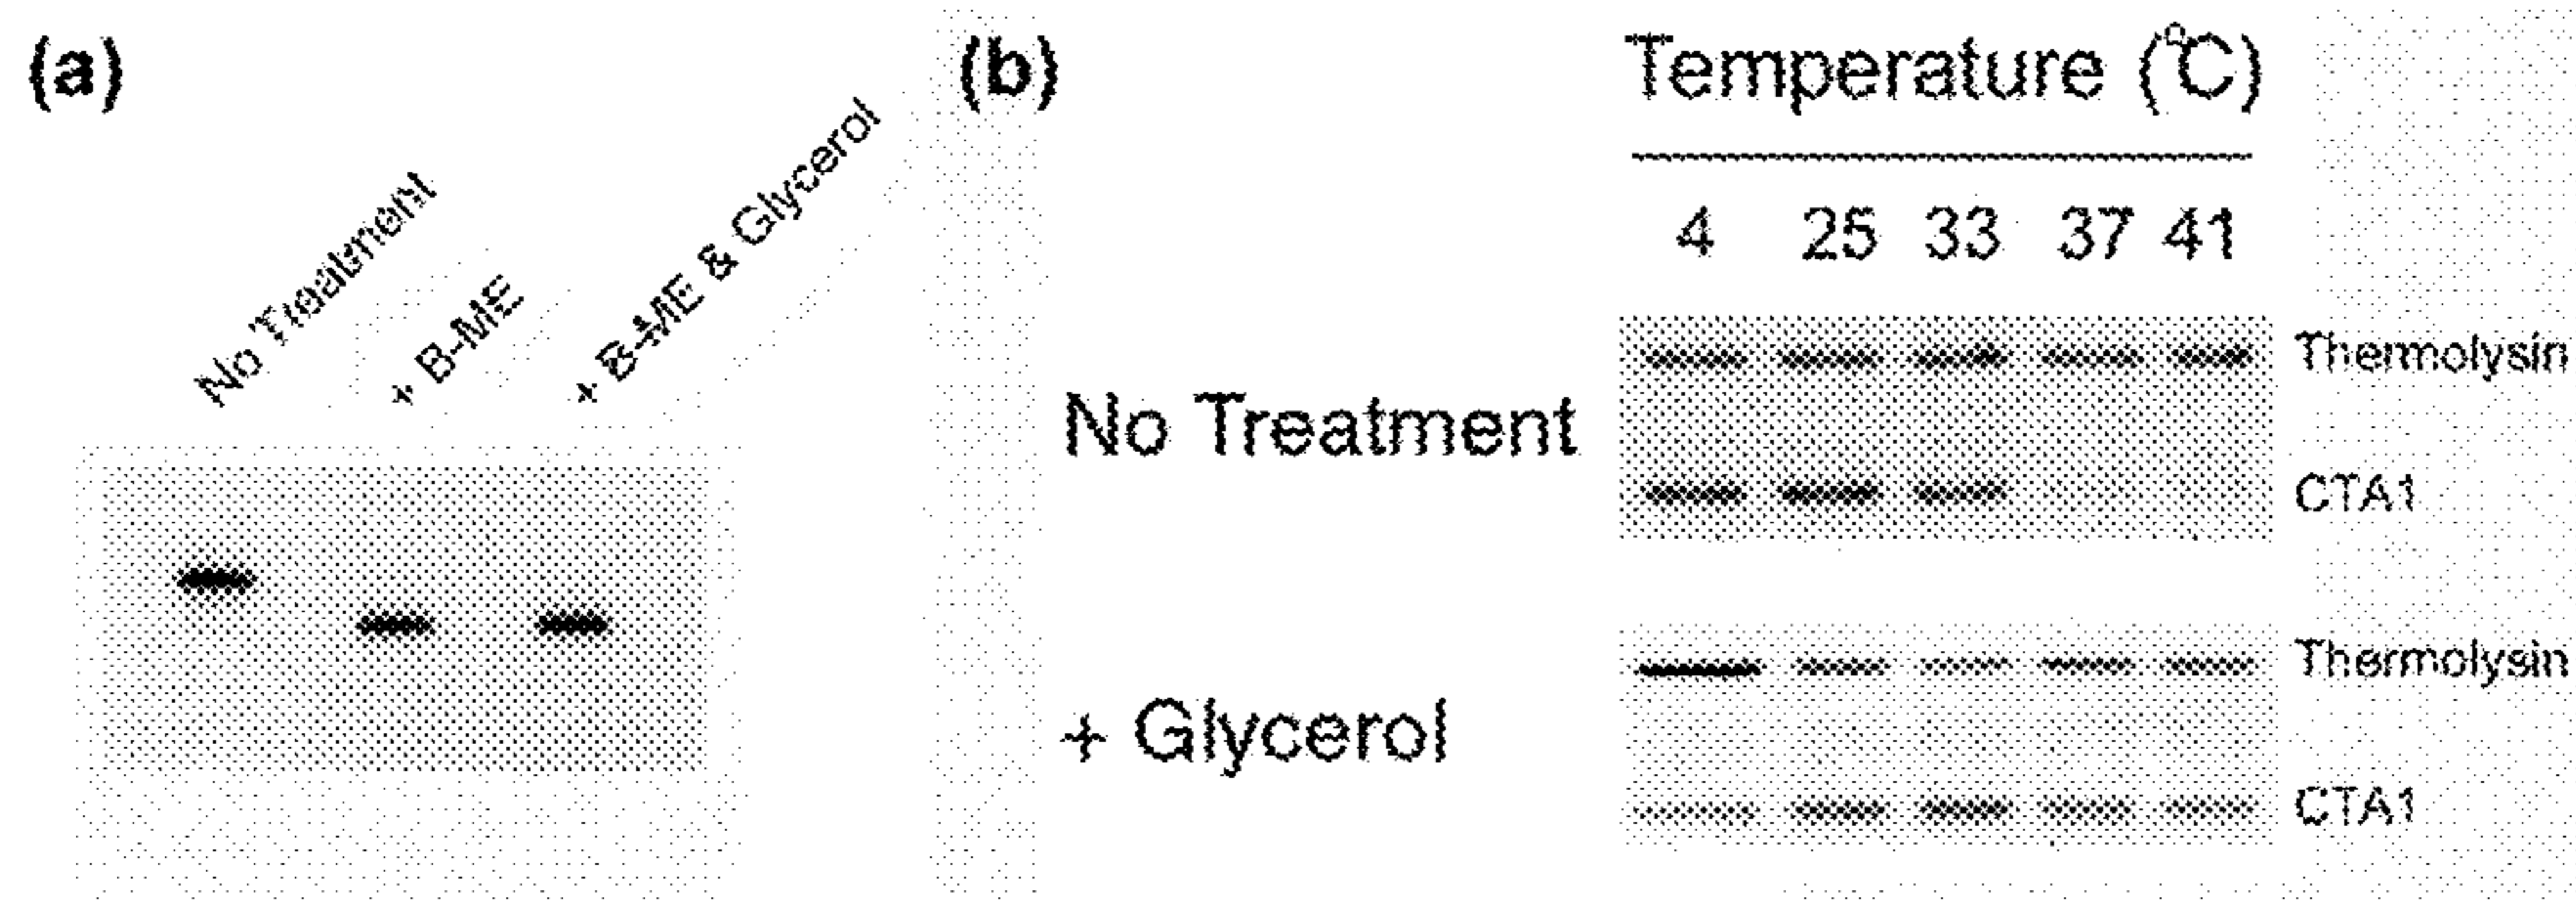 (a)
No Treatment
+ B-ME
+ B-ME & Glycerol
(b)
Temperature (°C)
4 25 33 37 41
No Treatment
Thermolysin
CTA1
+ Glycerol
Thermolysin
CTA1